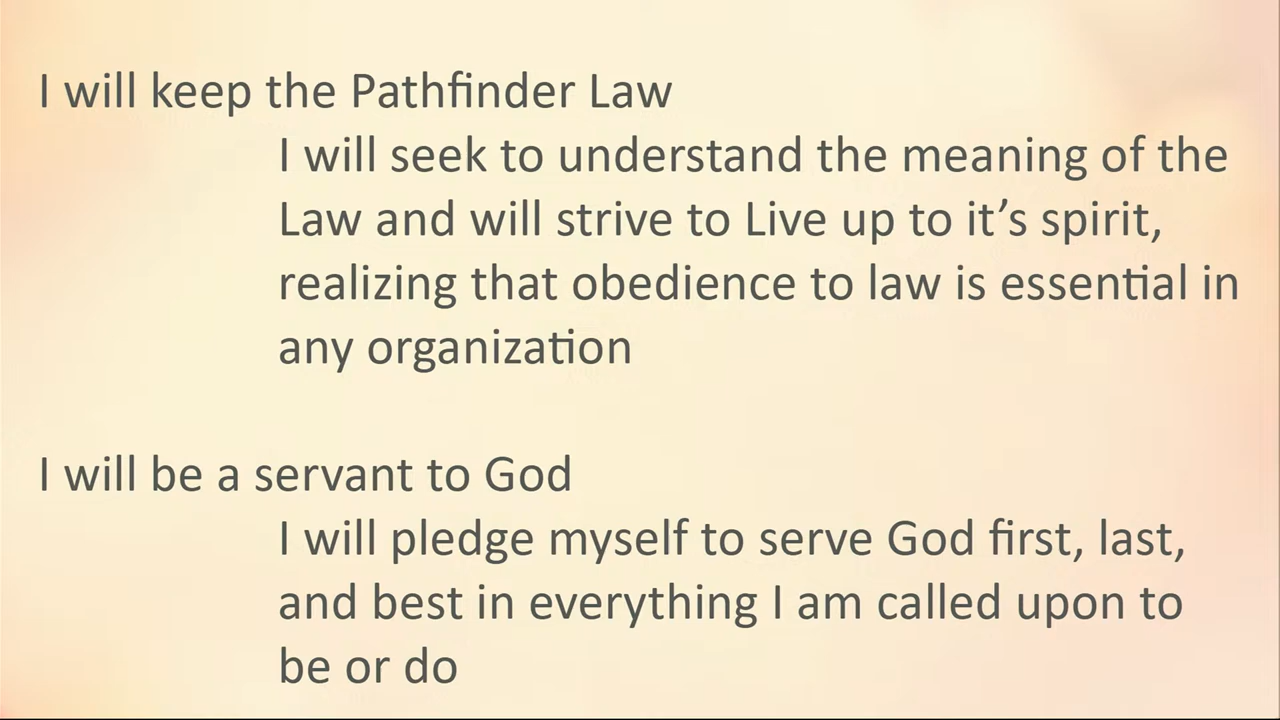 I will keep the Pathfinder Law
I will seek to understand the meaning of the
Law and will strive to Live up to it’s spirit,
realizing that obedience to law is essential in
any organization
I will be a servant to God
I will pledge myself to serve God first, last,
and best in everything I am called upon to
be or do